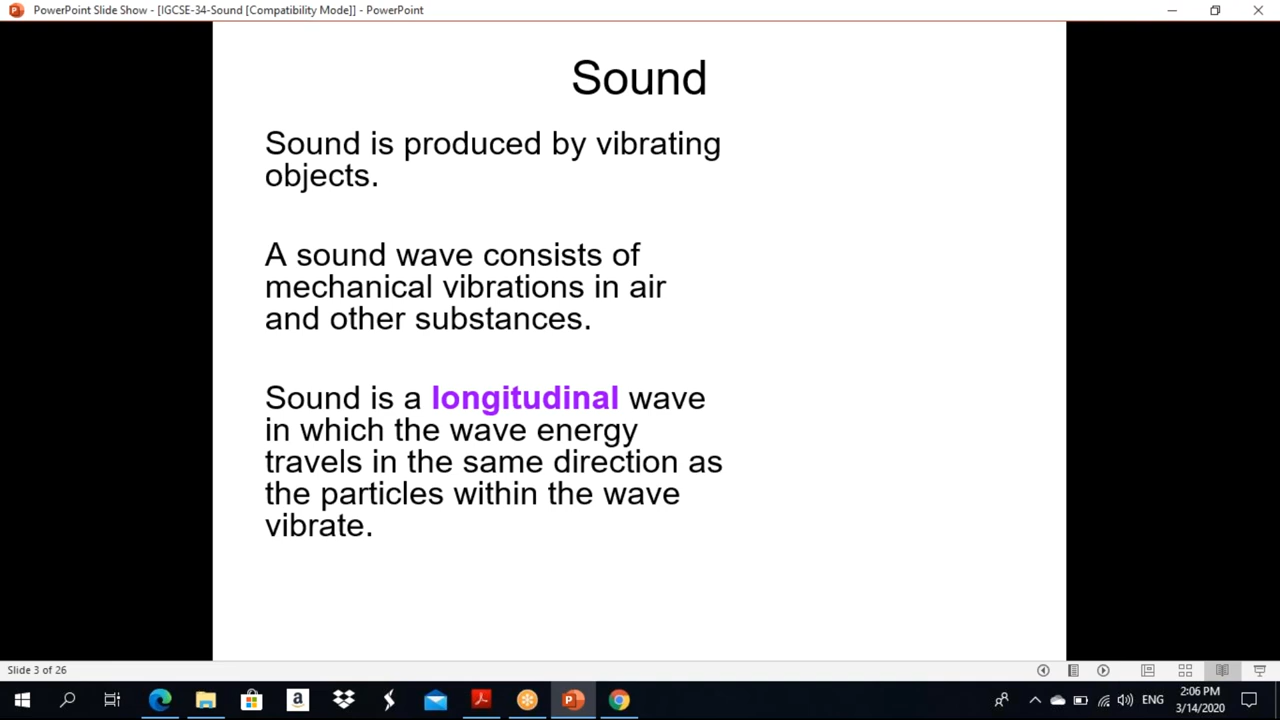 PowerPoint Slide Show - [IGCSE-34-Sound [Compatibility Mode]] - PowerPoint
Sound
Sound is produced by vibrating
objects.
A sound wave consists of
mechanical vibrations in air
and other substances.
Sound is a longitudinal wave
in which the wave energy
travels in the same direction as
the particles within the wave
vibrate.
Slide 3 of 26
ENG
2:06 PM
3/14/2020